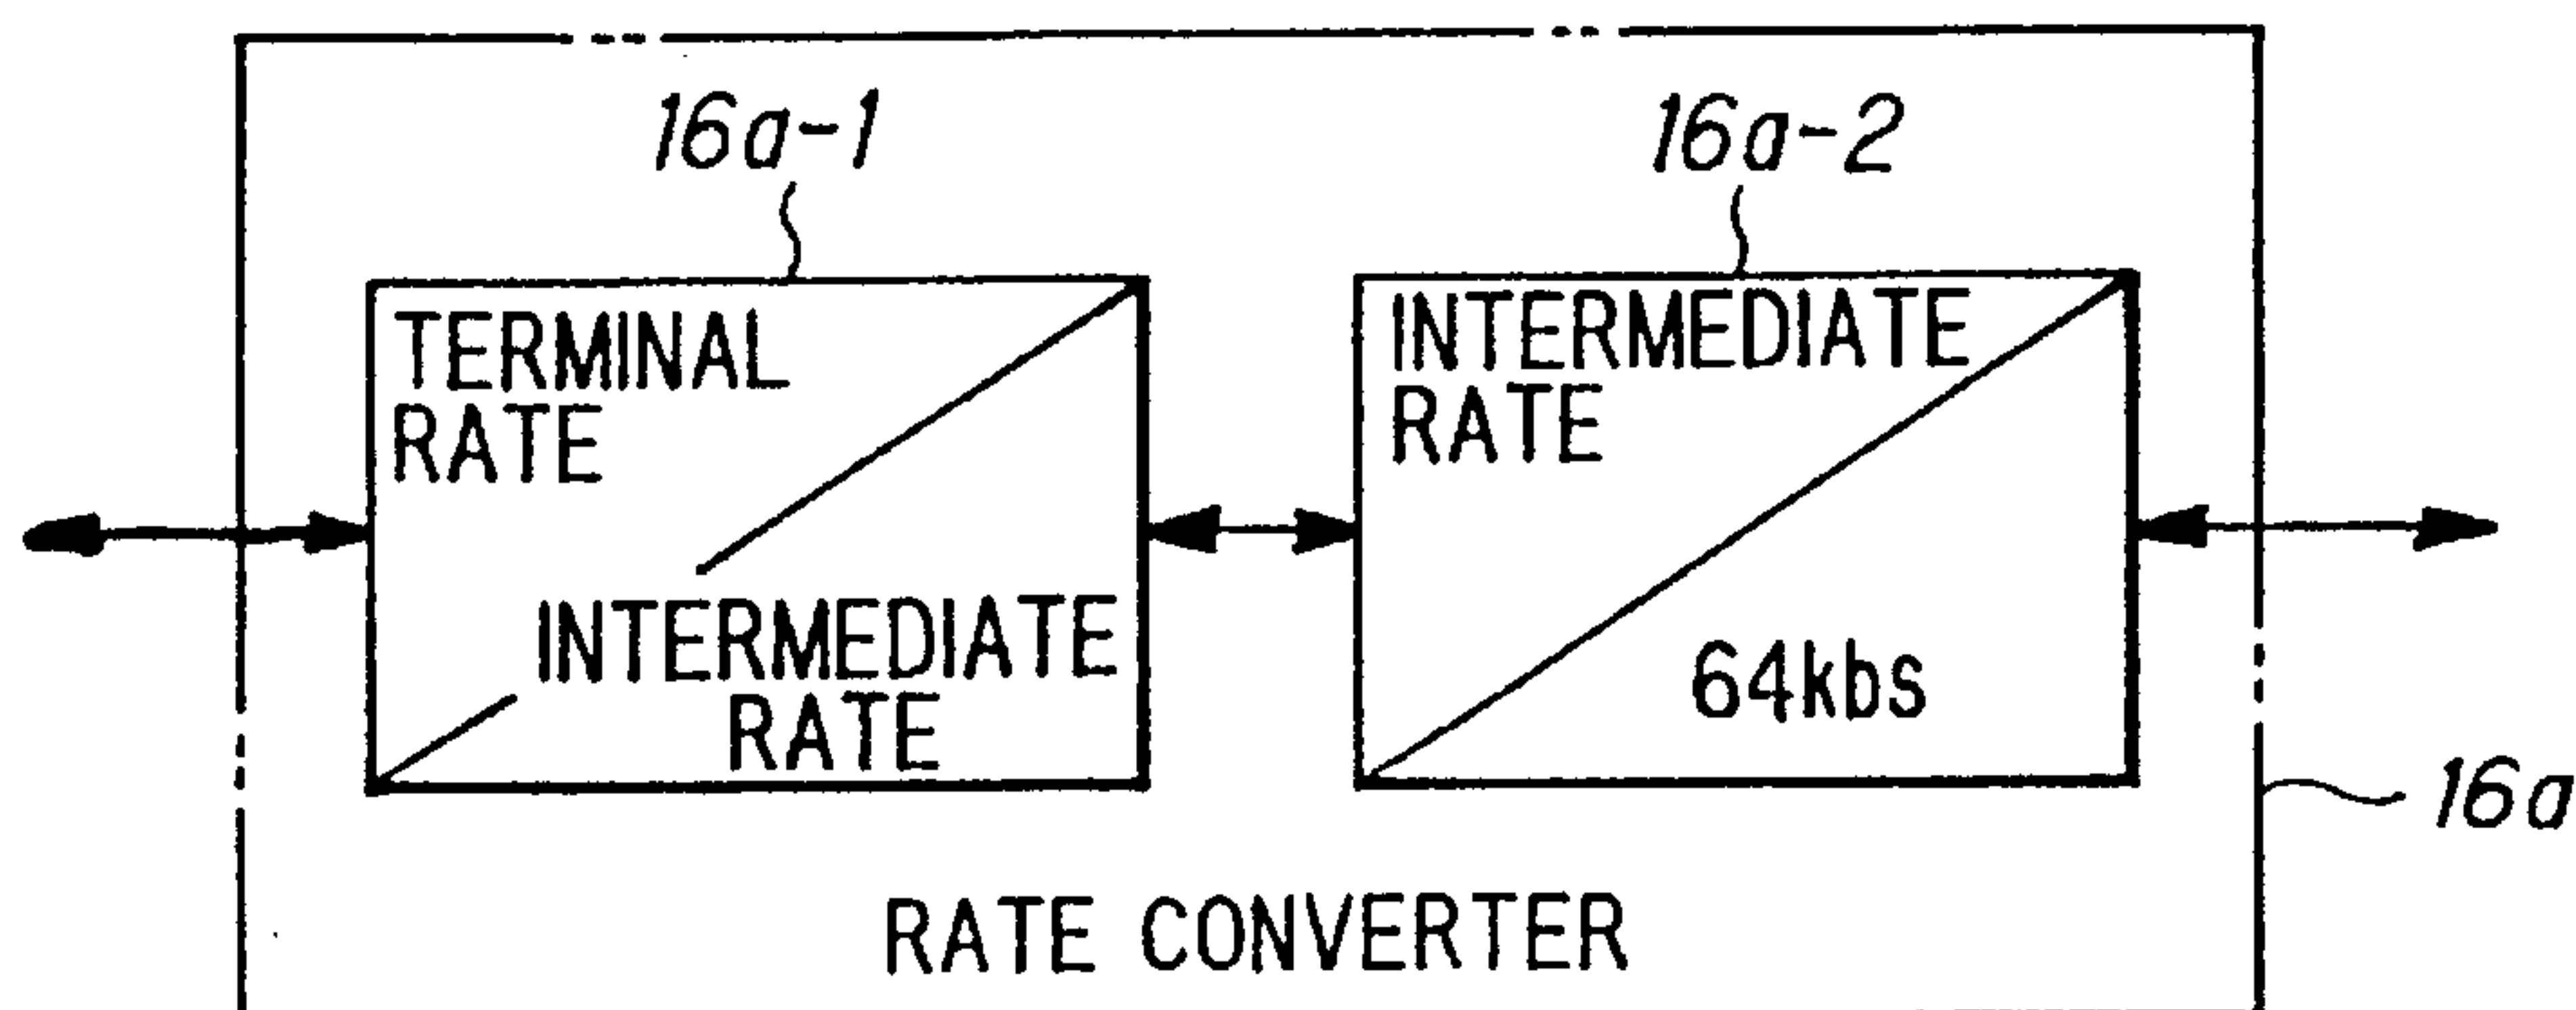 16a-1
16a-2
TERMINAL
RATE
INTERMEDIATE
RATE
INTERMEDIATE
RATE
64kbs
16a
RATE CONVERTER